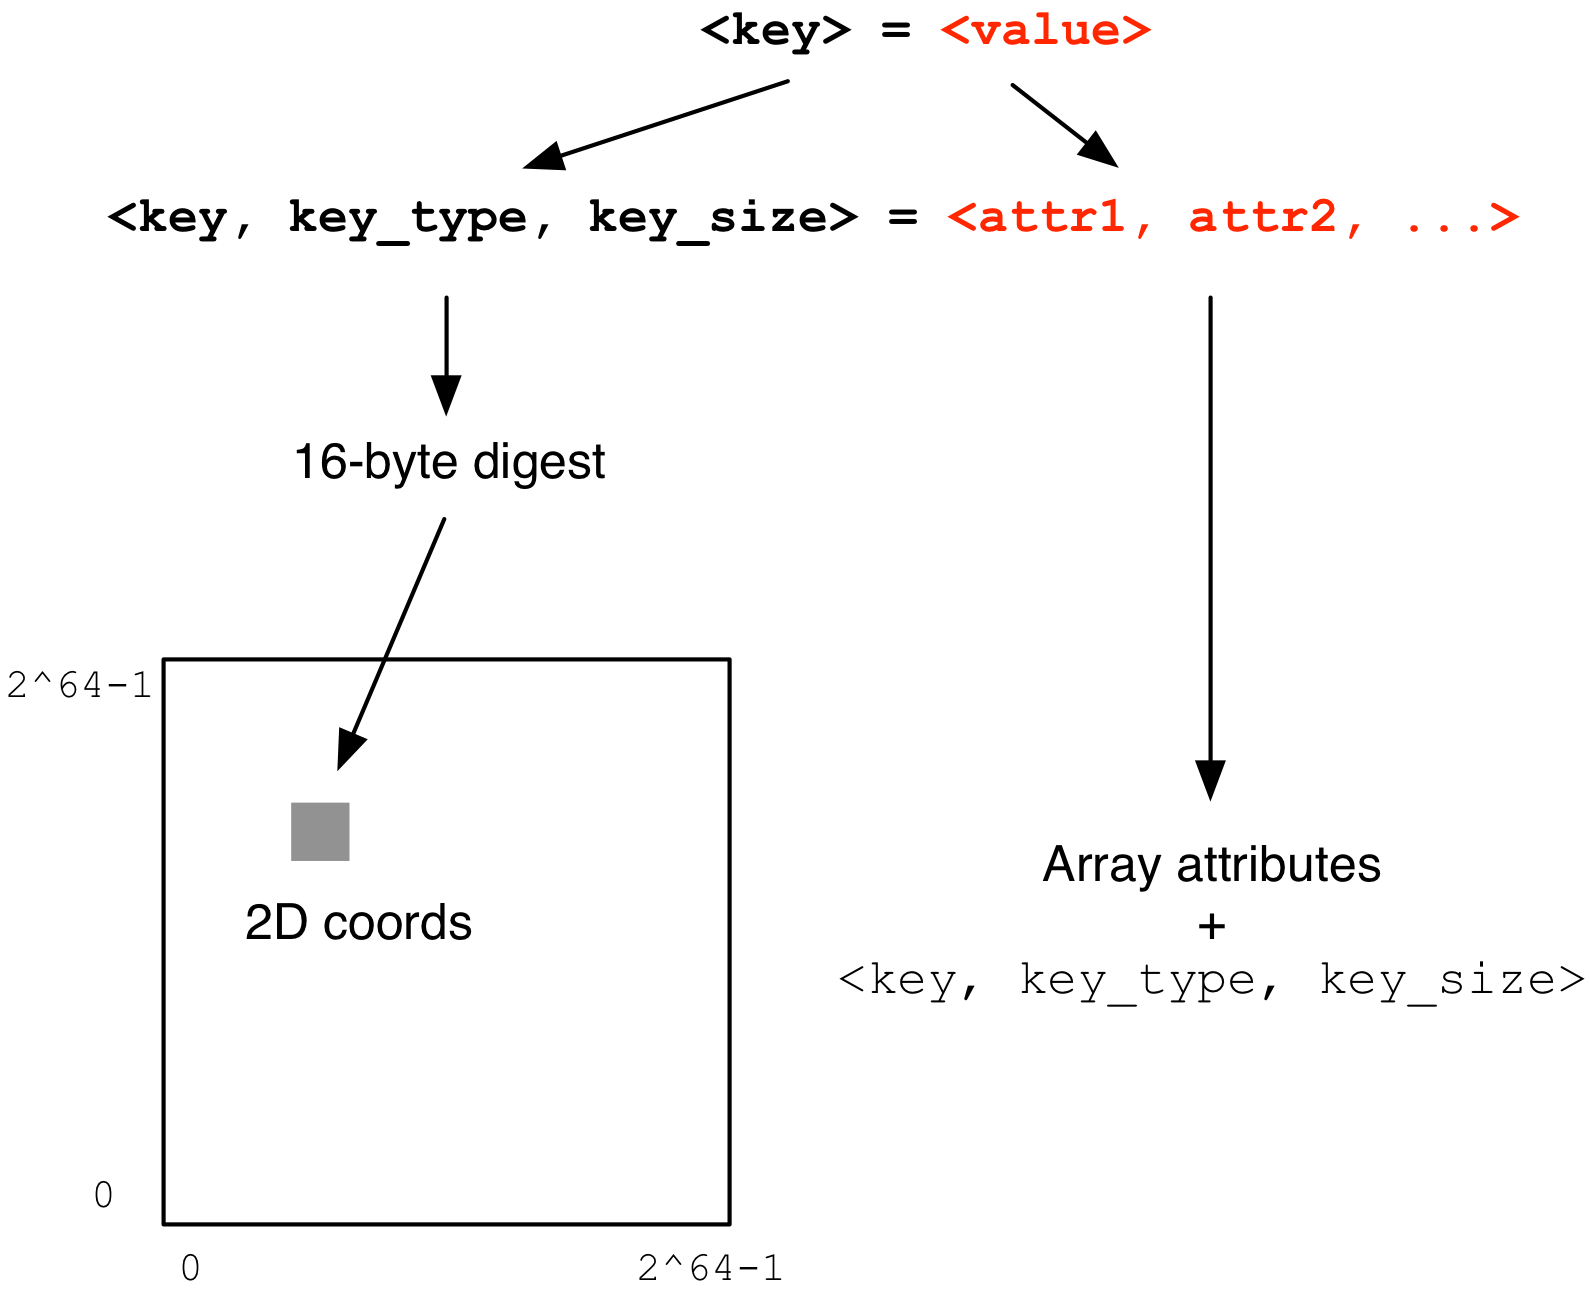 <key> = <value>
<key, key_type, key_size> = <attr1, attr2, ...>
16-byte digest
2^64-1
2D coords
Array attributes
+
<key, key_type, key_size>
0
0
2^64-1